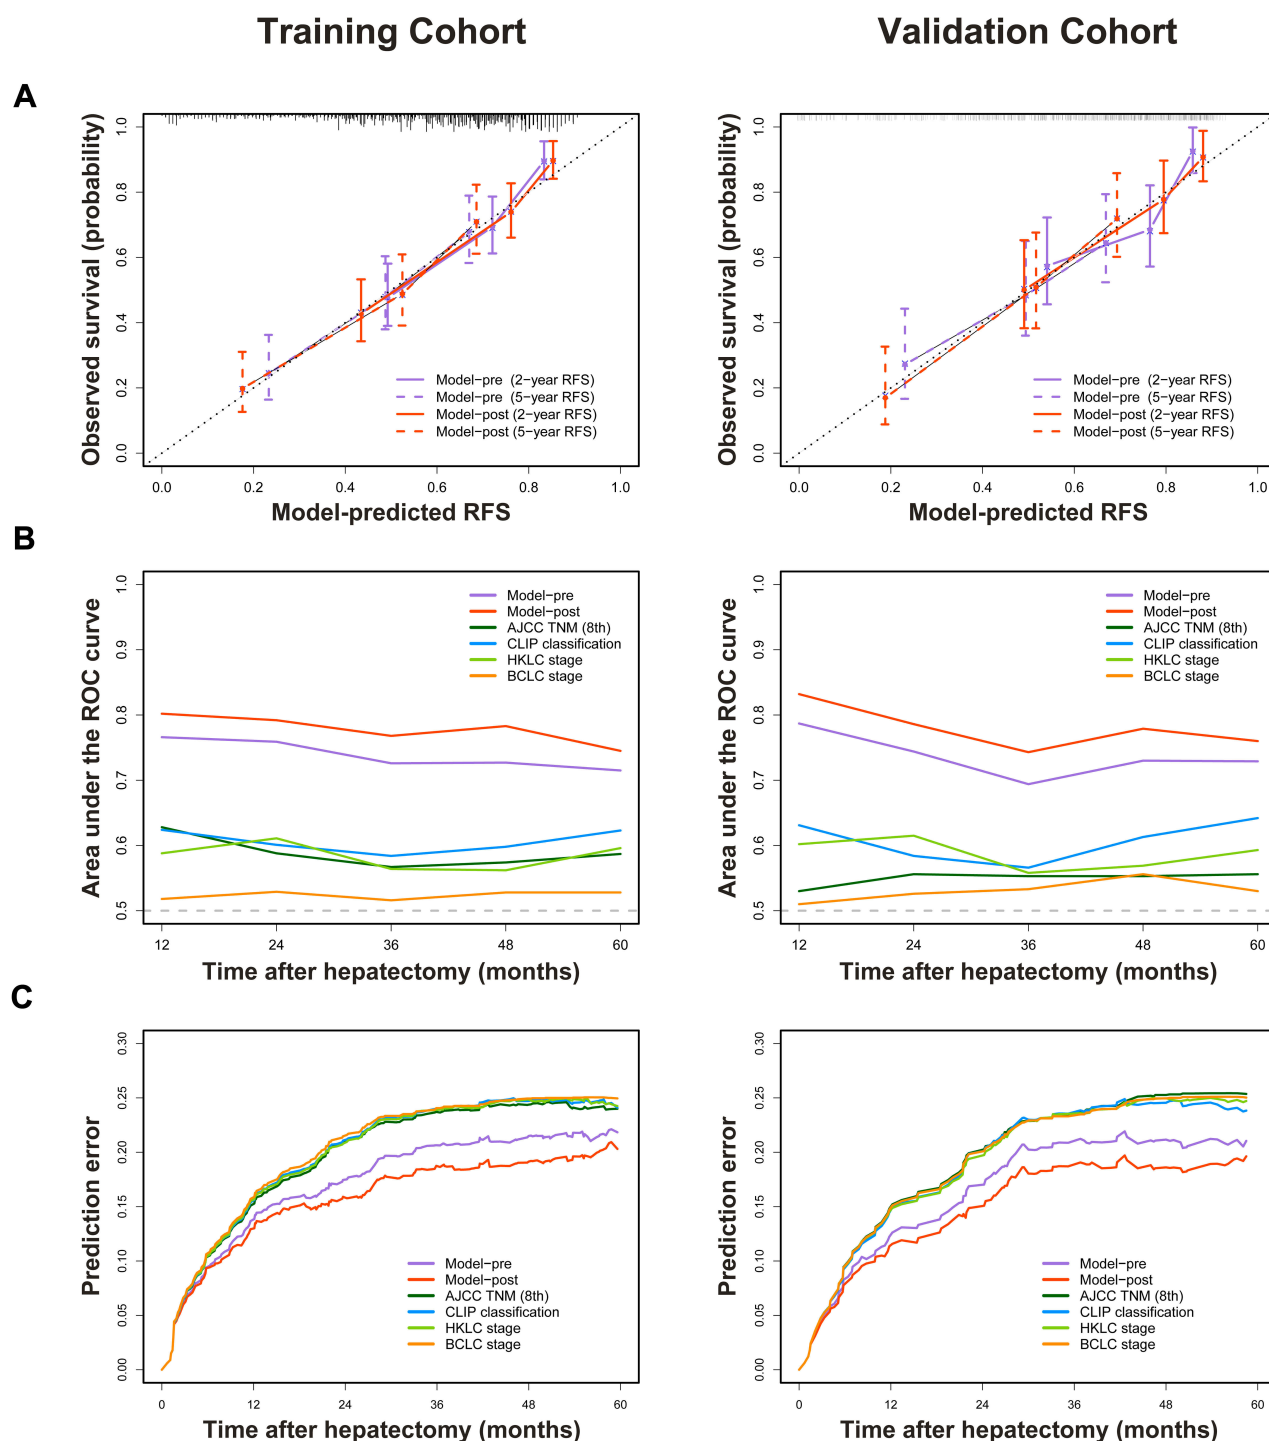 Training Cohort
Validation Cohort
A
Observed survival (probability)
1.0
0.8
0.6
0.4
0.2
0.0
Model−pre (2−year RFS)
Model−pre (5−year RFS)
Model−post (2−year RFS)
Model−post (5−year RFS)
0.0 0.2 0.4 0.6 0.8 1.0
Model-predicted RFS
Observed survival (probability)
1.0
0.8
0.6
0.4
0.2
0.0
Model−pre (2−year RFS)
Model−pre (5−year RFS)
Model−post (2−year RFS)
Model−post (5−year RFS)
0.0 0.2 0.4 0.6 0.8 1.0
Model-predicted RFS
B
Area under the ROC curve
1.0
0.9
0.8
0.7
0.6
0.5
Model−pre
Model−post
AJCC TNM (8th)
CLIP classification
HKLC stage
BCLC stage
12 24 36 48 60
Time after hepatectomy (months)
Area under the ROC curve
1.0
0.9
0.8
0.7
0.6
0.5
Model−pre
Model−post
AJCC TNM (8th)
CLIP classification
HKLC stage
BCLC stage
12 24 36 48 60
Time after hepatectomy (months)
C
Prediction error
0.30
0.25
0.20
0.15
0.10
0.05
0.00
Model−pre
Model−post
AJCC TNM (8th)
CLIP classification
HKLC stage
BCLC stage
0 12 24 36 48 60
Time after hepatectomy (months)
Prediction error
0.30
0.25
0.20
0.15
0.10
0.05
0.00
Model−pre
Model−post
AJCC TNM (8th)
CLIP classification
HKLC stage
BCLC stage
0 12 24 36 48 60
Time after hepatectomy (months)